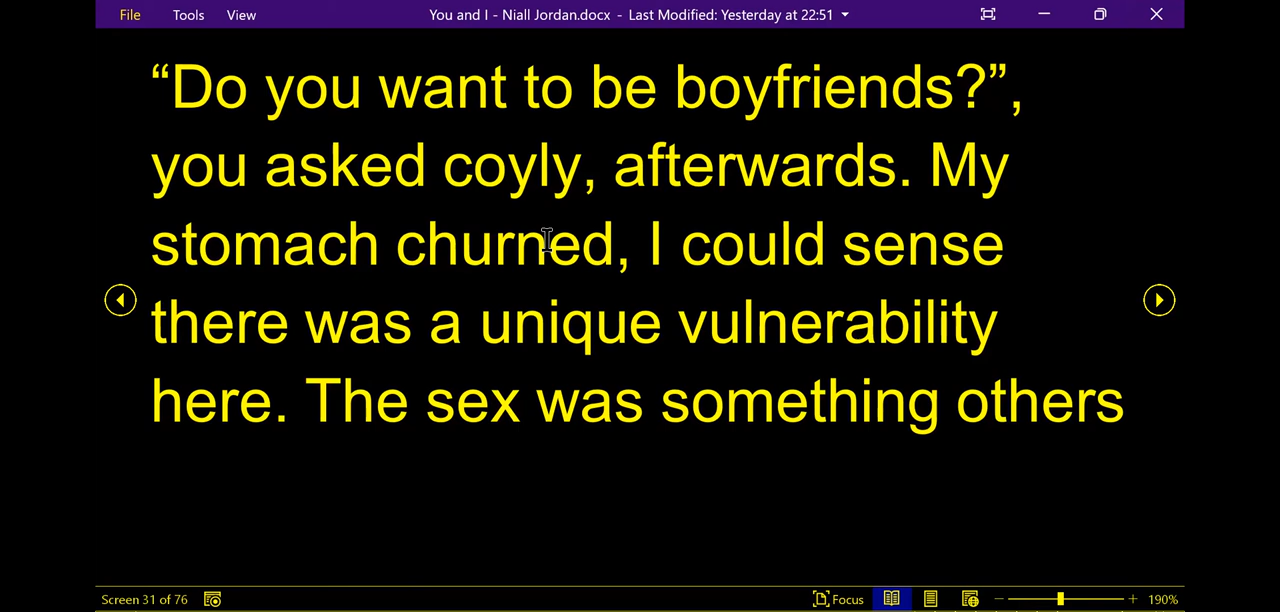 File Tools View You and I - Niall Jordan.docx - Last Modified: Yesterday at 22:51
“Do you want to be boyfriends?”,
you asked coyly, afterwards. My
stomach churned, I could sense
there was a unique vulnerability
here. The sex was something others
Screen 31 of 76 Focus 190%